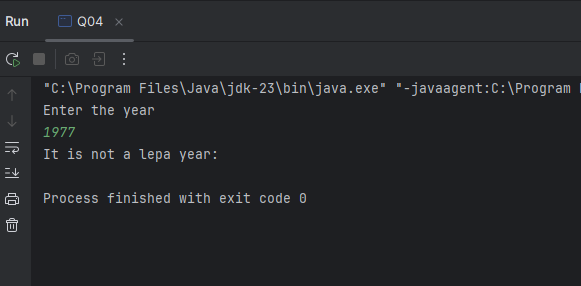 Run Q04
"C:\Program Files\Java\jdk-23\bin\java.exe" "-javaagent:C:\Program
Enter the year
1977
It is not a lepa year:
Process finished with exit code 0